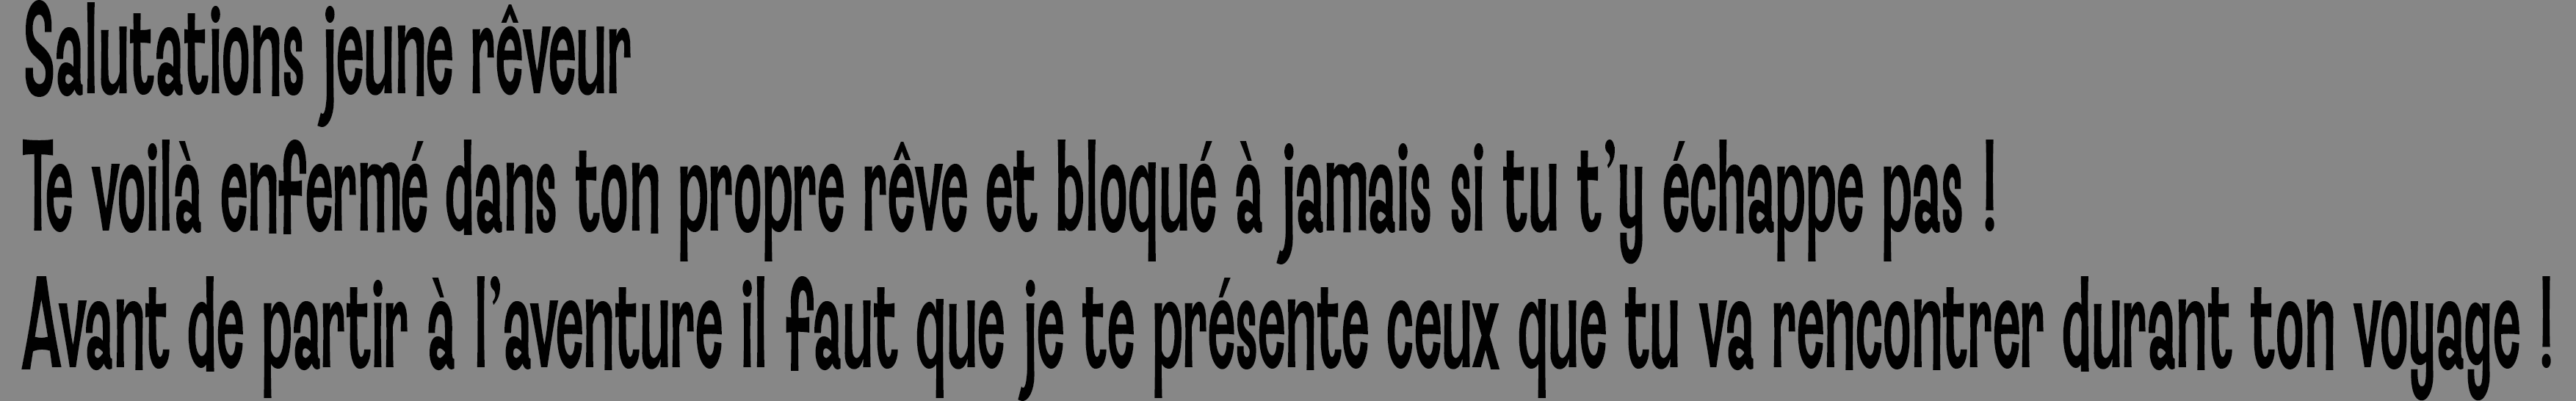 Salutations jeune rêveur
Te voilà enfermé dans ton propre rêve et bloqué à jamais si tu t’y échappe pas !
Avant de partir à l’aventure il faut que je te présente ceux que tu va rencontrer durant ton voyage !